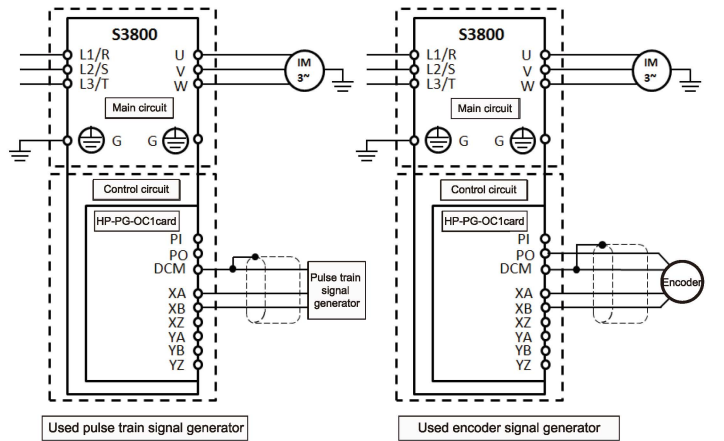 S3800
L1/R
L2/S
L3/T
U
V
W
IM
3~
Main circuit
G
G
Control circuit
HP-PG-OC1card
PI
PO
DCM
XA
XB
XZ
YA
YB
YZ
Pulse train
signal
generator
Used pulse train signal generator
S3800
L1/R
L2/S
L3/T
U
V
W
IM
3~
Main circuit
G
G
Control circuit
HP-PG-OC1card
PI
PO
DCM
XA
XB
XZ
YA
YB
YZ
Encoder
Used encoder signal generator